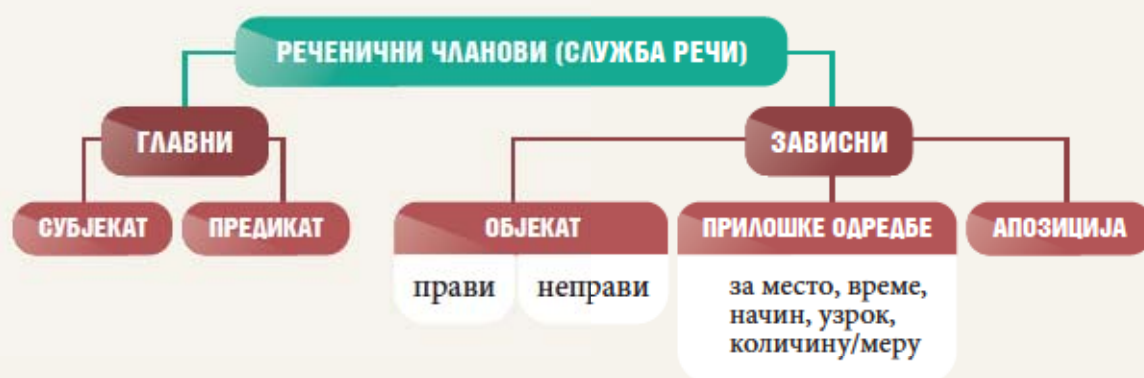 РЕЧЕНИЧНИ ЧЛАНОВИ (СЛУЖБА РЕЧИ)
ГЛАВНИ
ЗАВИСНИ
СУБЈЕКАТ
ПРЕДИКАТ
ОБЈЕКАТ
ПРИЛОШКЕ ОДРЕДБЕ
АПОЗИЦИЈА
прави
неправи
за место, време,
начин, узрок,
количину/меру